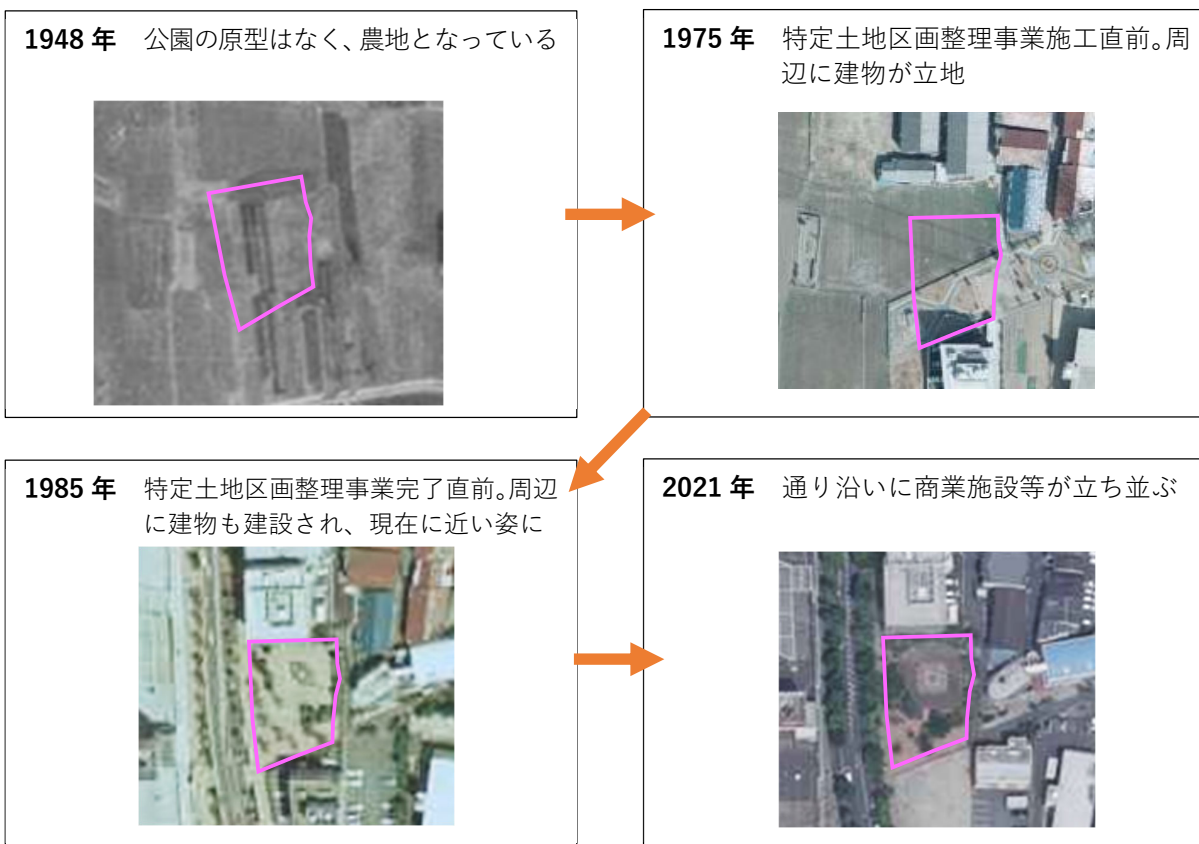 1948 年 公園の原型はなく、農地となっている
1975 年 特定土地区画整理事業施工直前。周
辺に建物が立地
1985 年 特定土地区画整理事業完了直前。周辺
に建物も建設され、現在に近い姿に
2021 年 通り沿いに商業施設等が立ち並ぶ